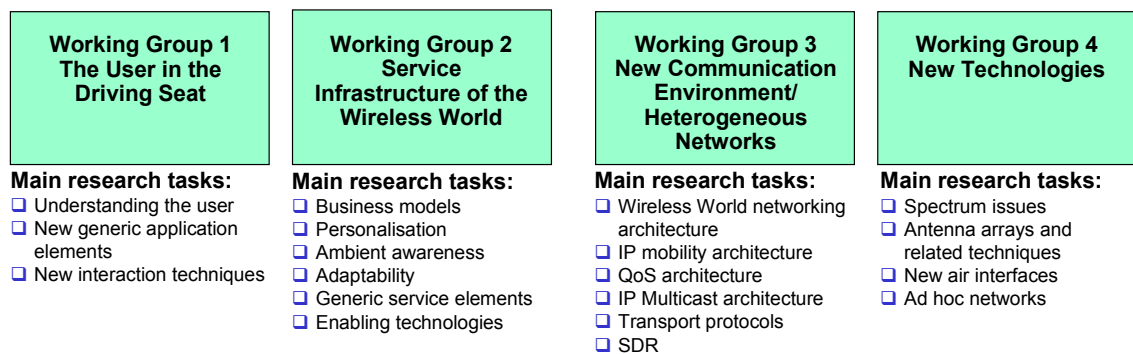 Working Group 1
The User in the
Driving Seat
Main research tasks:
Understanding the user
New generic application
elements
New interaction techniques
Working Group 2
Service
Infrastructure of the
Wireless World
Main research tasks:
Business models
Personalisation
Ambient awareness
Adaptability
Generic service elements
Enabling technologies
Working Group 3
New Communication
Environment/
Heterogeneous
Networks
Main research tasks:
Wireless World networking
architecture
IP mobility architecture
QoS architecture
IP Multicast architecture
Transport protocols
SDR
Working Group 4
New Technologies
Main research tasks:
Spectrum issues
Antenna arrays and
related techniques
New air interfaces
Ad hoc networks